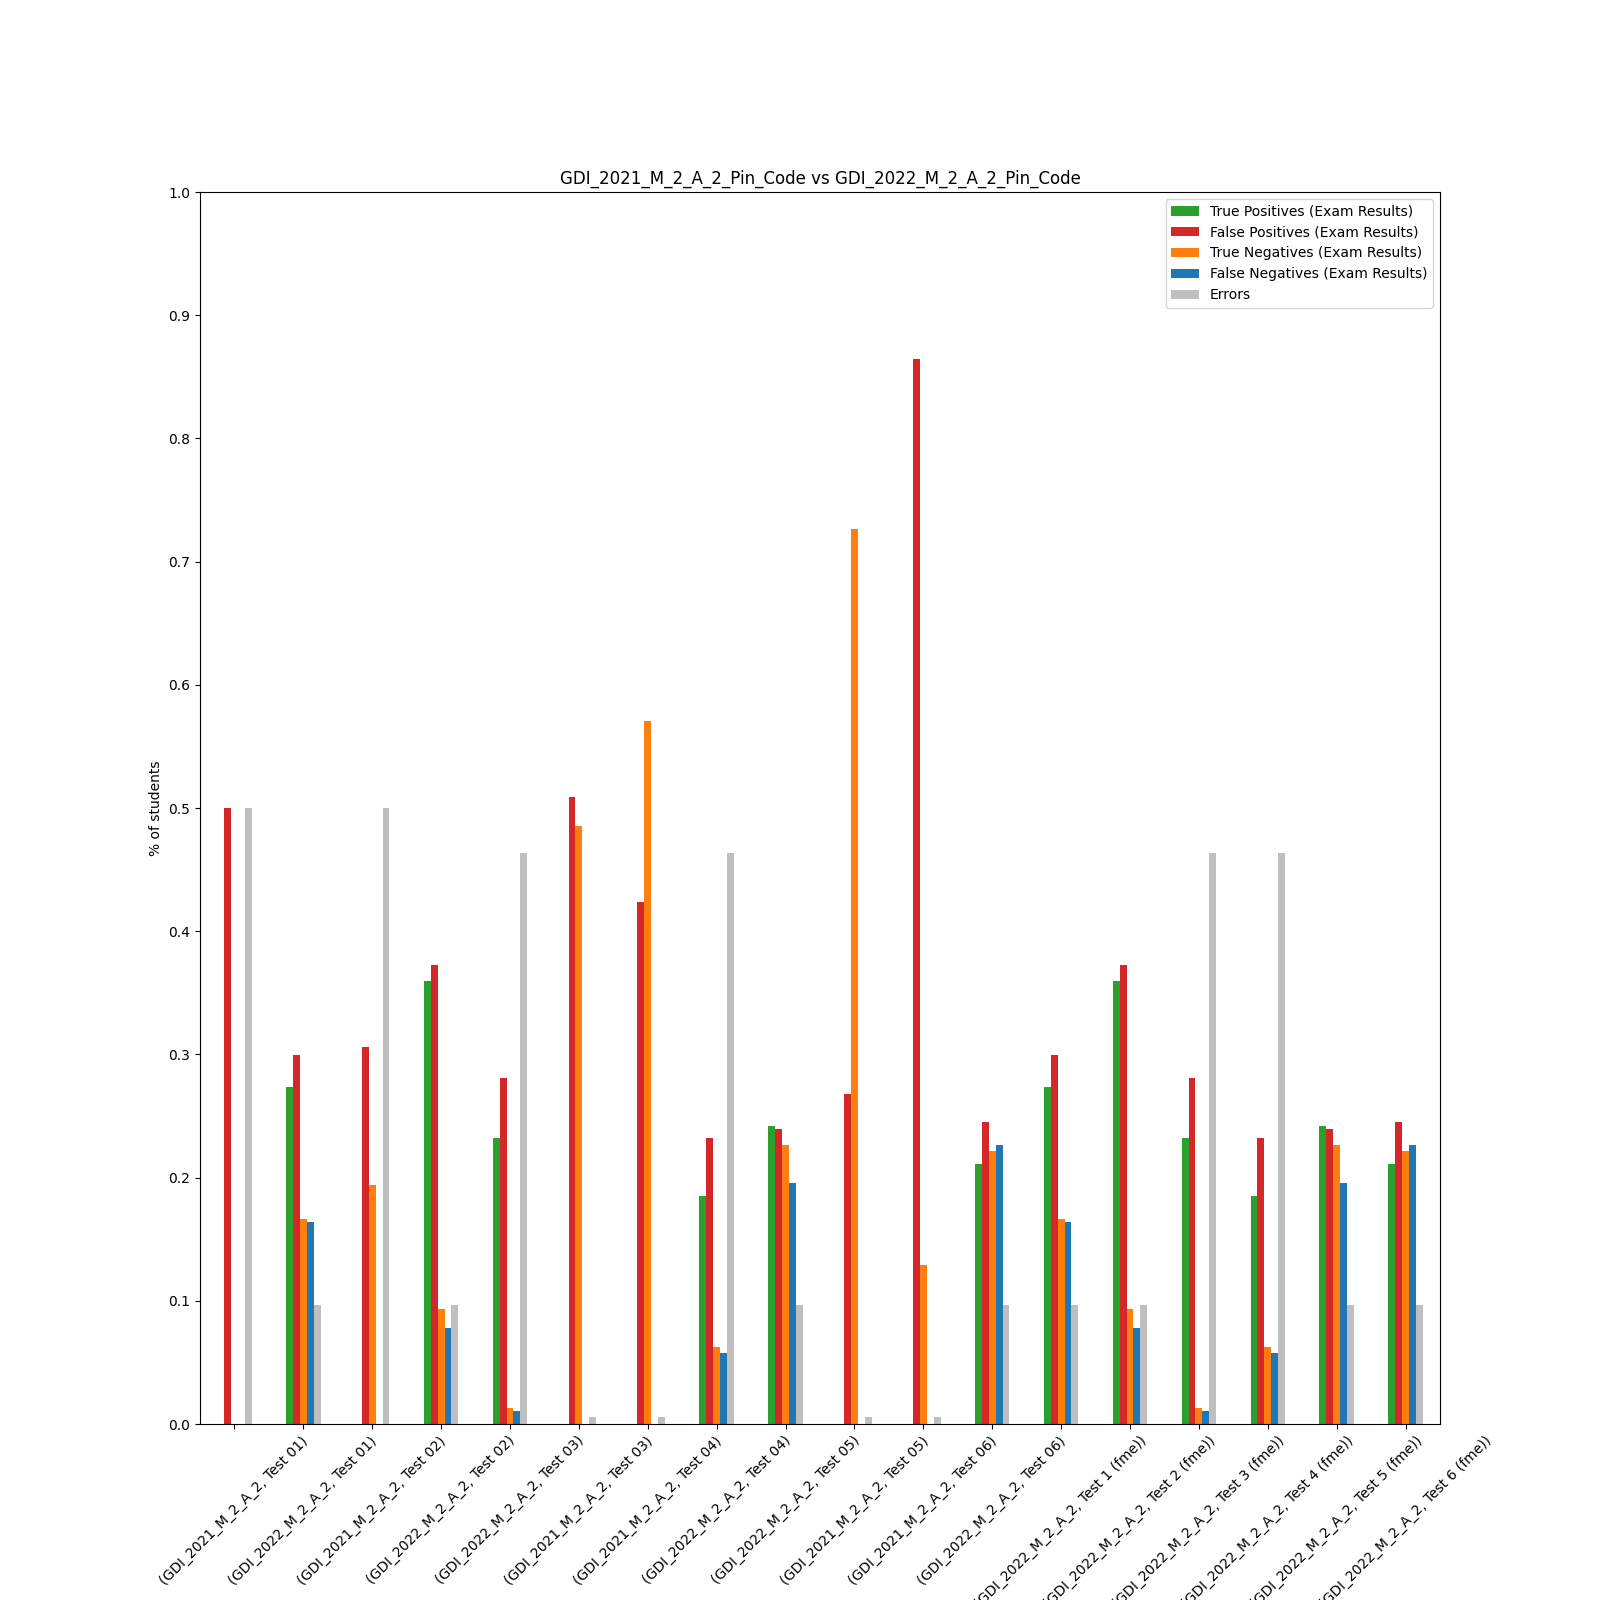 GDI_2021_M_2_A_2_Pin_Code vs GDI_2022_M_2_A_2_Pin_Code
True Positives (Exam Results)
False Positives (Exam Results)
True Negatives (Exam Results)
False Negatives (Exam Results)
Errors
% of students
1.0
0.9
0.8
0.7
0.6
0.5
0.4
0.3
0.2
0.1
0.0
(GDI_2021_M_2_A_2, Test 01)
(GDI_2022_M_2_A_2, Test 01)
(GDI_2021_M_2_A_2, Test 02)
(GDI_2022_M_2_A_2, Test 02)
(GDI_2022_M_2_A_2, Test 03)
(GDI_2021_M_2_A_2, Test 03)
(GDI_2021_M_2_A_2, Test 04)
(GDI_2022_M_2_A_2, Test 04)
(GDI_2022_M_2_A_2, Test 05)
(GDI_2021_M_2_A_2, Test 05)
(GDI_2021_M_2_A_2, Test 06)
(GDI_2022_M_2_A_2, Test 06)
(GDI_2022_M_2_A_2, Test 1 (fme))
GDI_2022_M_2_A_2, Test 2 (fme))
GDI_2022_M_2_A_2, Test 3 (fme))
GDI_2022_M_2_A_2, Test 4 (fme))
GDI_2022_M_2_A_2, Test 5 (fme))
GDI_2022_M_2_A_2, Test 6 (fme))